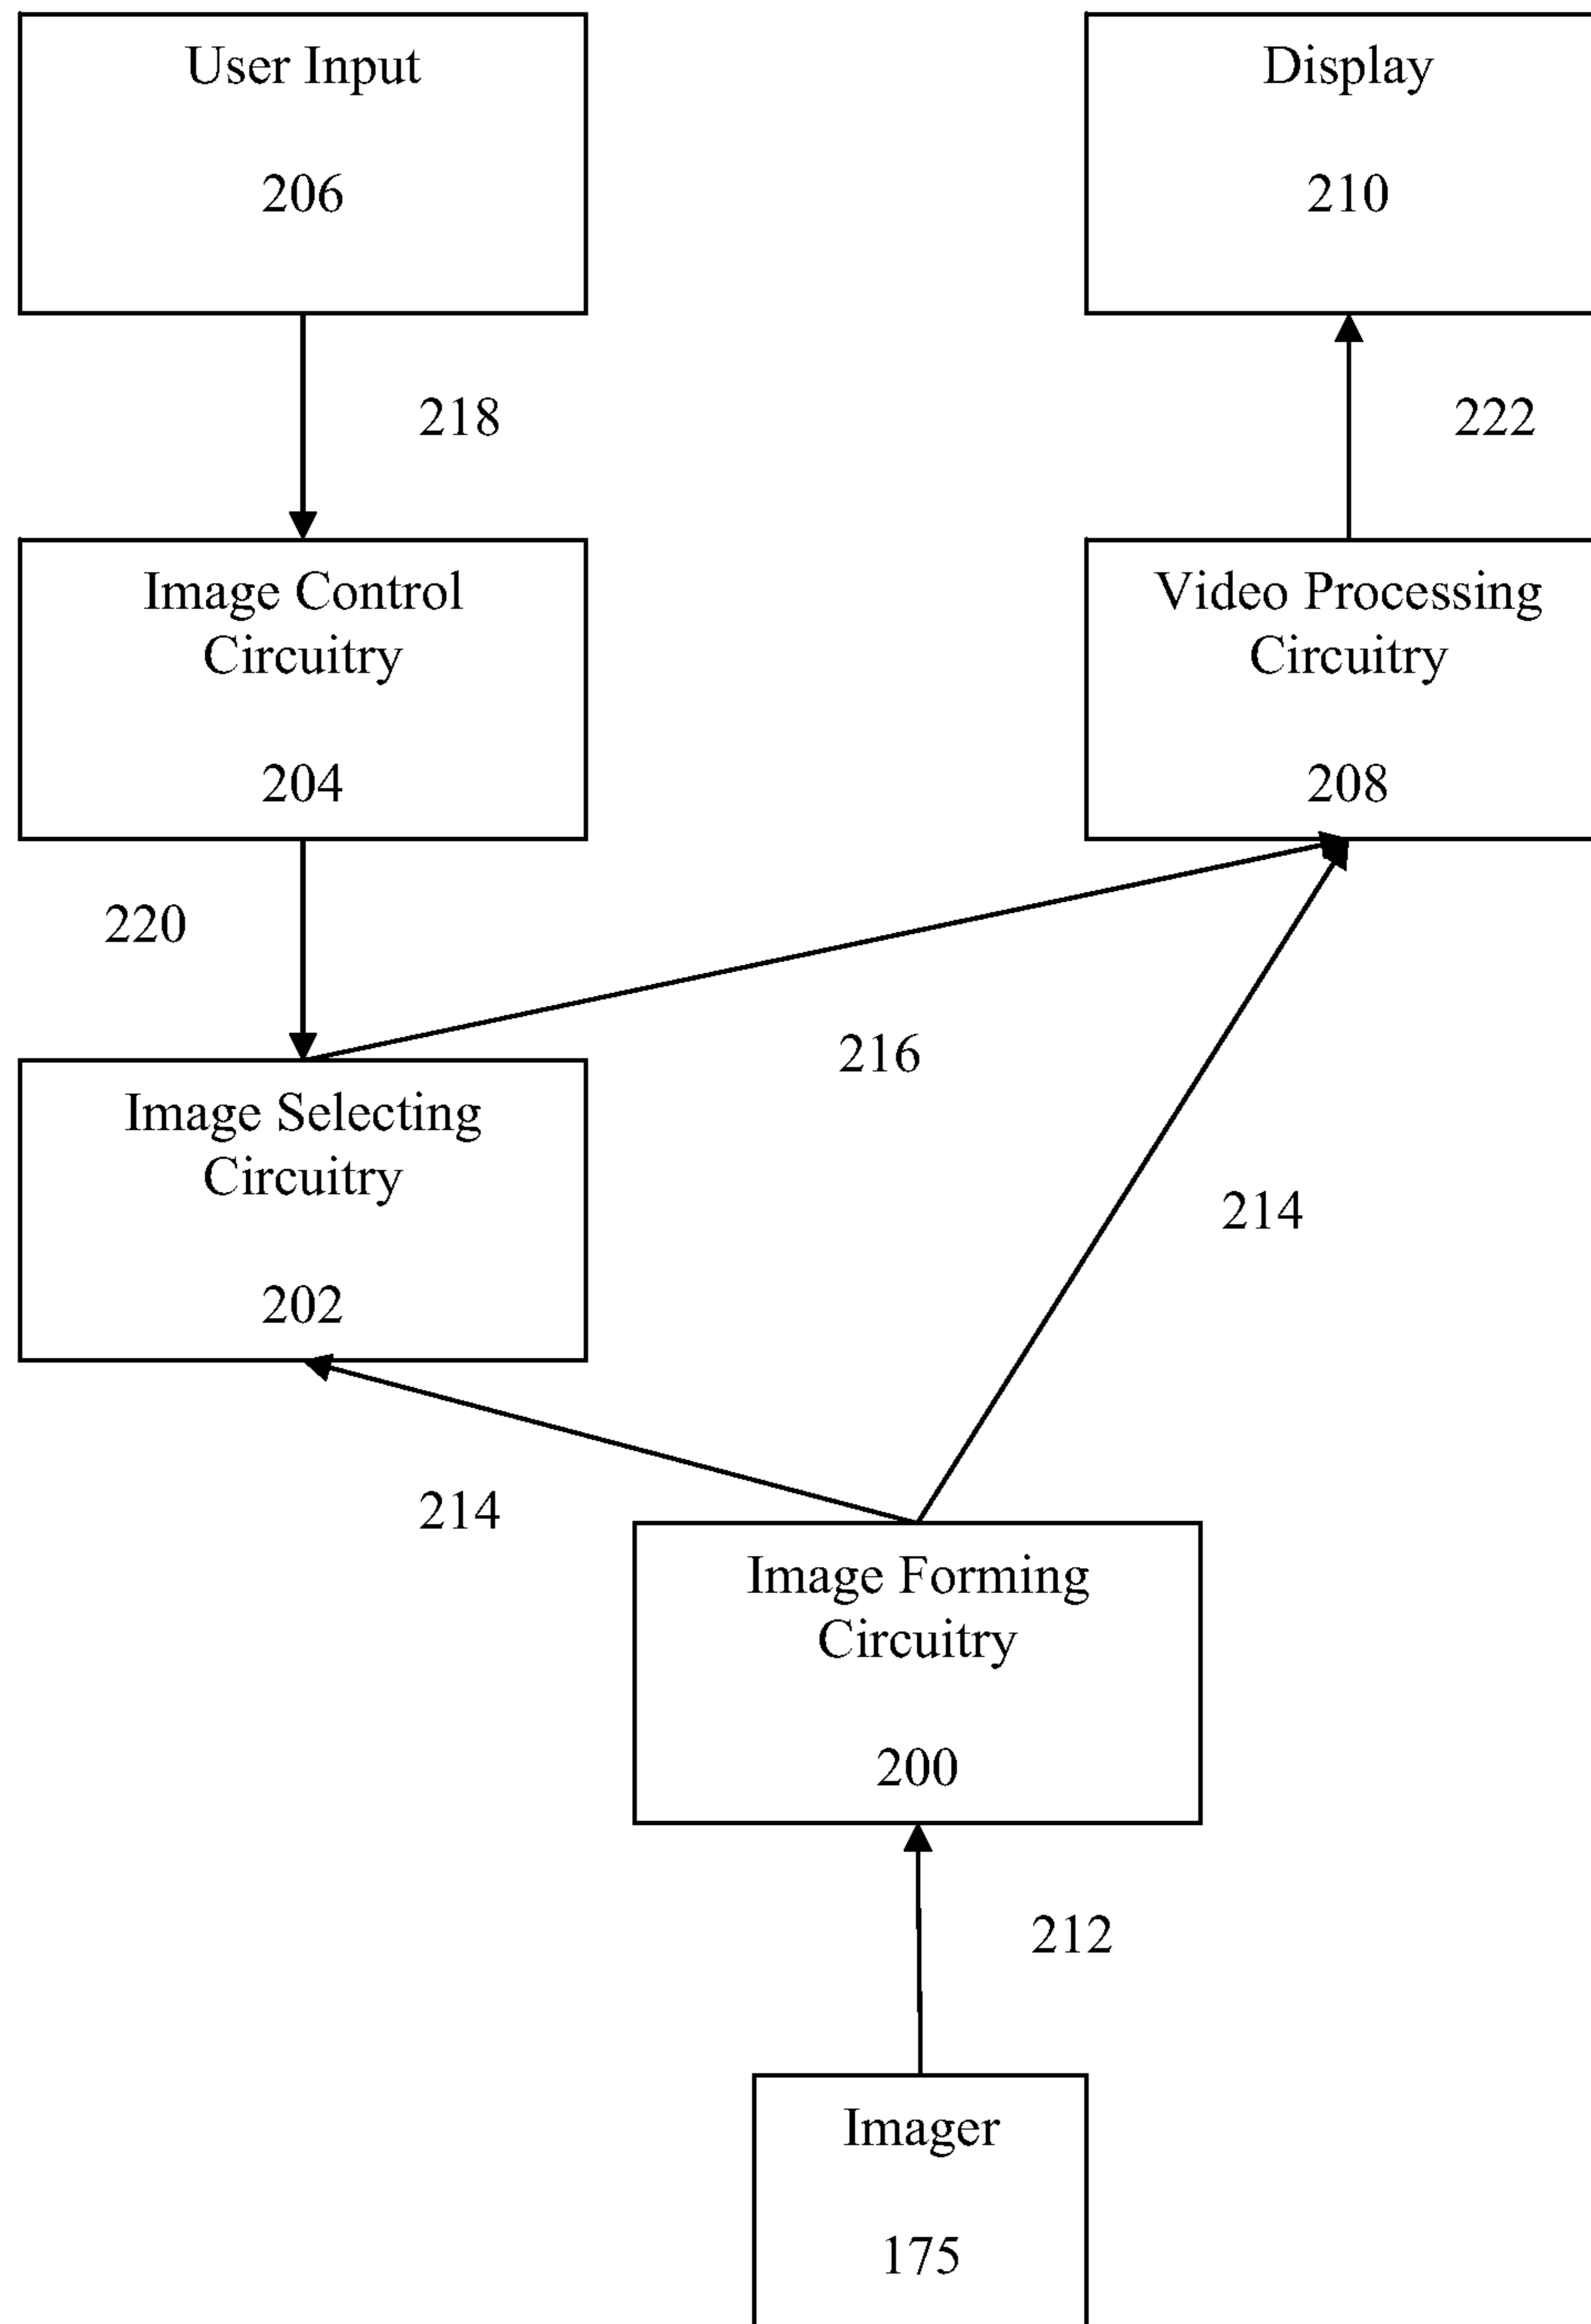 User Input
206
Display
210
218
222
Image Control
Circuitry
204
Video Processing
Circuitry
208
220
216
Image Selecting
Circuitry
202
214
214
Image Forming
Circuitry
200
212
Imager
175